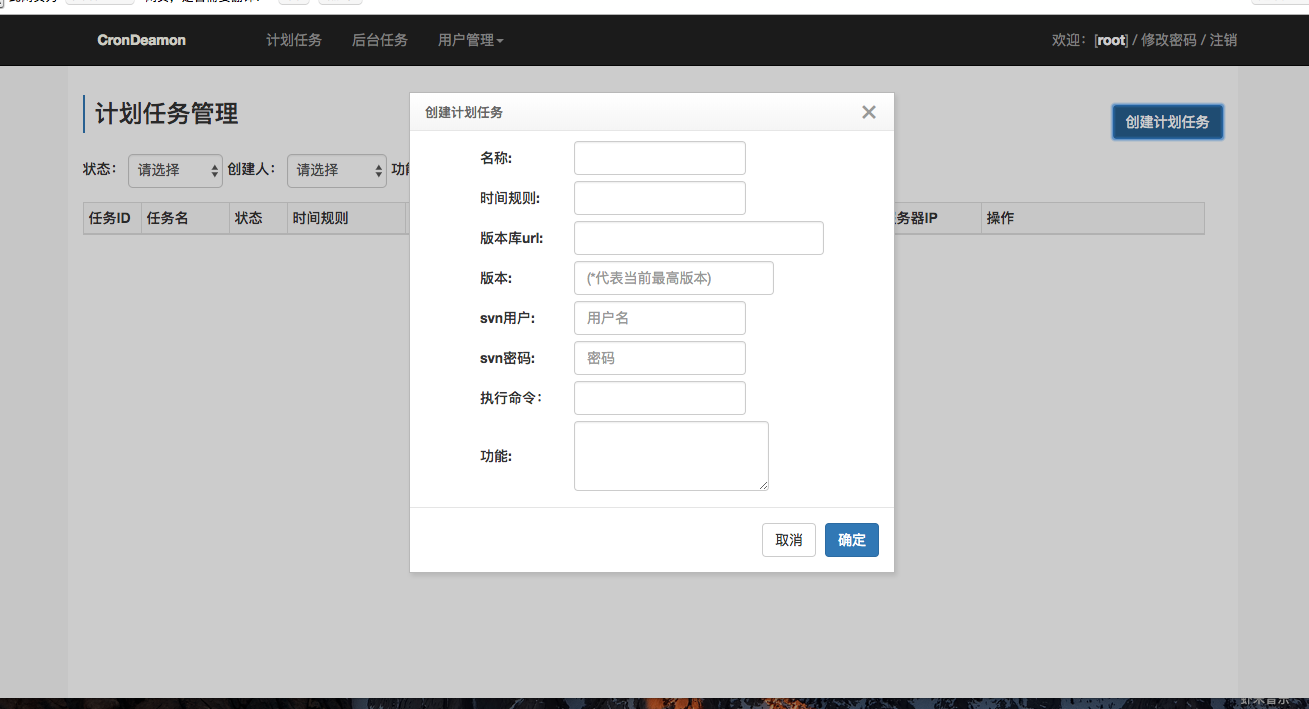 CronDeamon 计划任务 后台任务 用户管理 欢迎：[root] / 修改密码 / 注销
计划任务管理
创建计划任务
状态： 请选择 创建人： 请选择
任务ID 任务名 状态 时间规则 务器IP 操作
创建计划任务 ×
名称:
时间规则:
版本库url:
版本: (*代表当前最高版本)
svn用户: 用户名
svn密码: 密码
执行命令：
功能:
取消 确定